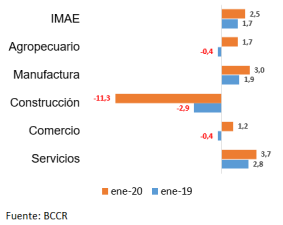 IMAE
2,5
1,7
Agropecuario
1,7
-0,4
Manufactura
3,0
1,9
Construcción
-11,3
-2,9
Comercio
1,2
-0,4
Servicios
3,7
2,8
ene-20 ene-19
Fuente: BCCR